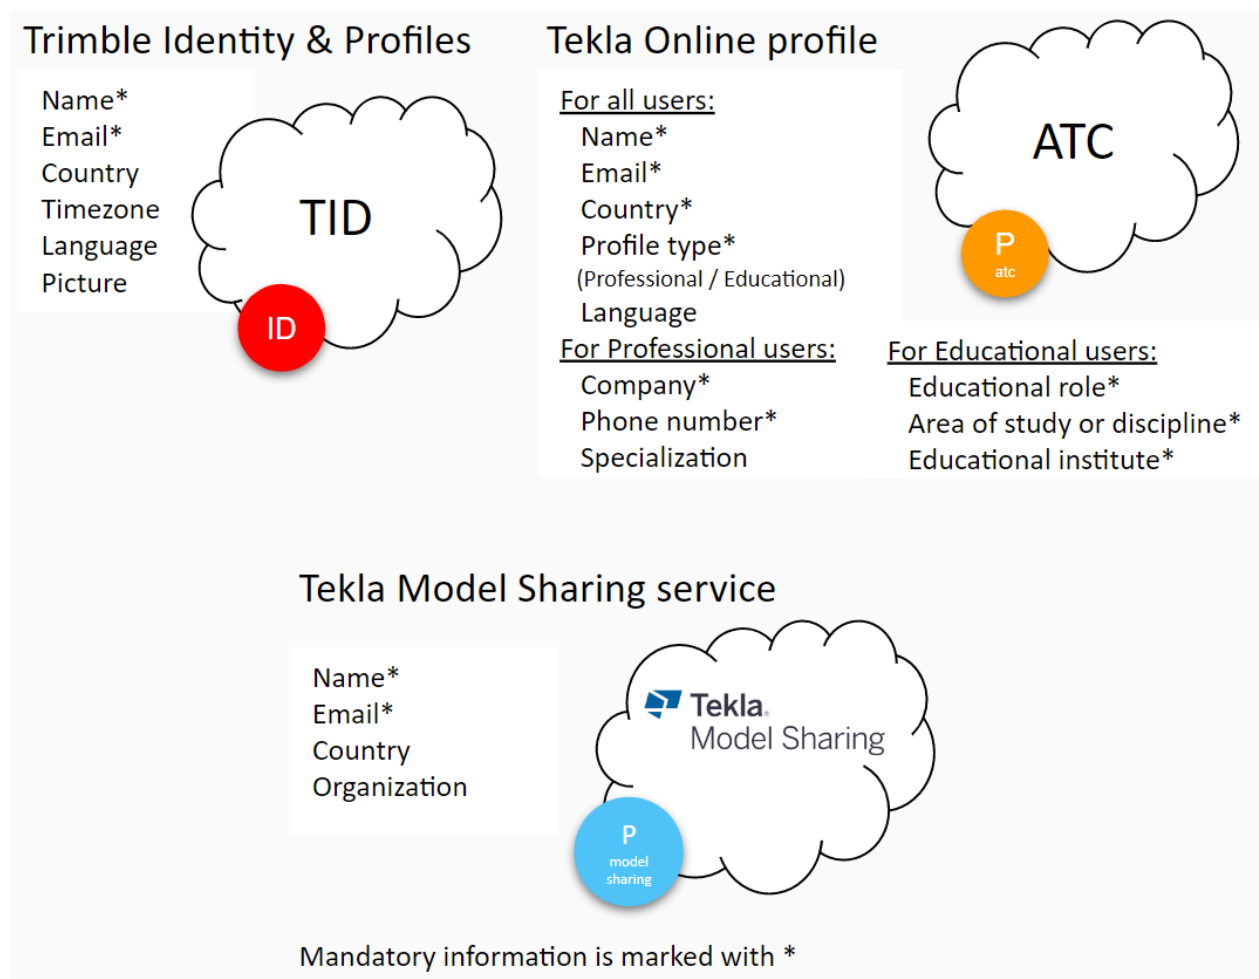 Trimble Identity & Profiles
Name*
Email*
Country
Timezone
Language
Picture
TID
ID
Tekla Online profile
For all users:
Name*
Email*
Country*
Profile type*
(Professional / Educational)
Language
For Professional users:
Company*
Phone number*
Specialization
ATC
P
atc
For Educational users:
Educational role*
Area of study or discipline*
Educational institute*
Tekla Model Sharing service
Name*
Email*
Country
Organization
Tekla®
Model Sharing
P
model
sharing
Mandatory information is marked with *